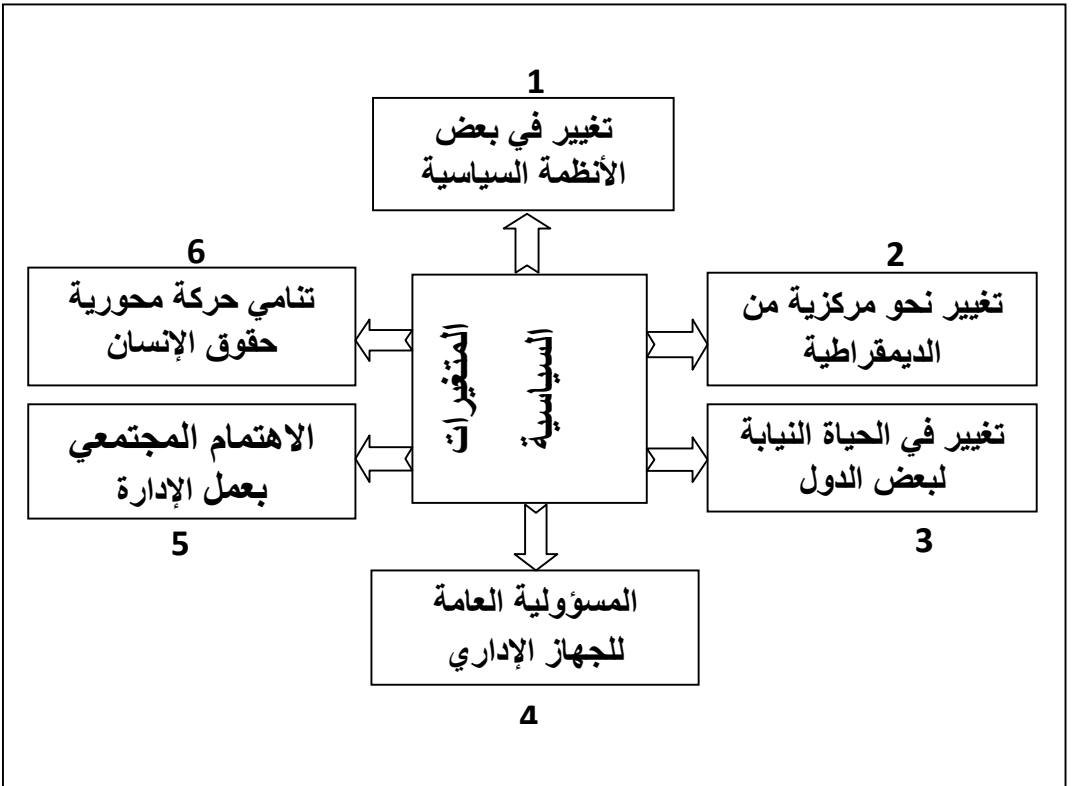 1
تغيير في بعض
الأنظمة السياسية
6
تنامي حركة محورية
حقوق الإنسان
المتغيرات
السياسية
2
تغيير نحو مركزية من
الديمقراطية
الاهتمام المجتمعي
بعمل الإدارة
5
تغيير في الحياة النيابة
لبعض الدول
3
المسؤولية العامة
للجهاز الإداري
4